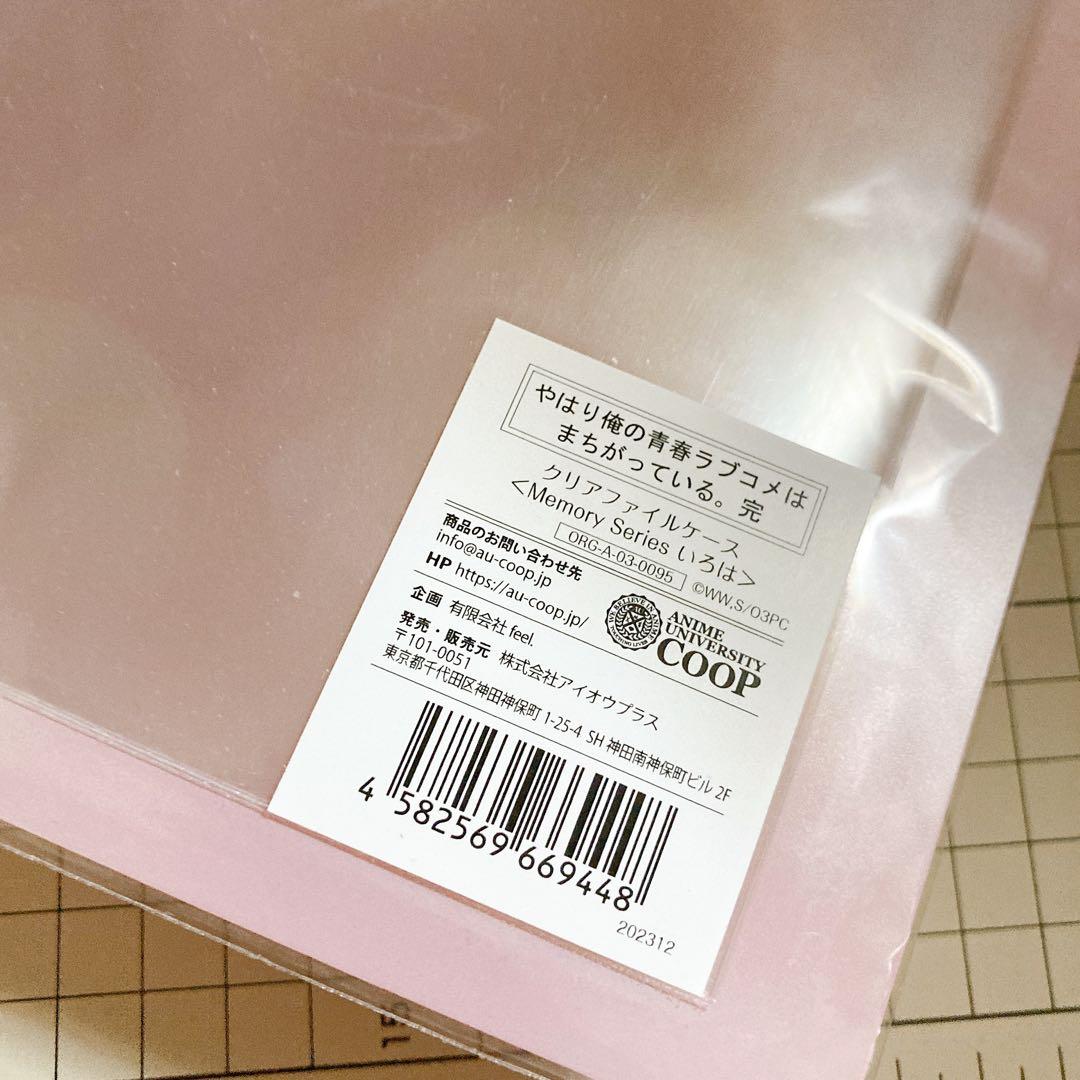 やはり俺の青春ラブコメは
まちがっている。完
クリアファイルケース
<Memory Series いろは>
ORG-A-03-0095
©WW,S/O3PC
商品のお問い合わせ先
info@au-coop.jp
HP https://au-coop.jp/
ANIME
UNIVERSITY
COOP
企画 有限会社 feel.
発売・販売元 株式会社アイオウプラス
〒101-0051
東京都千代田区神田神保町 1-25-4 SH 神田南神保町ビル 2F
4 582569 669448
202312